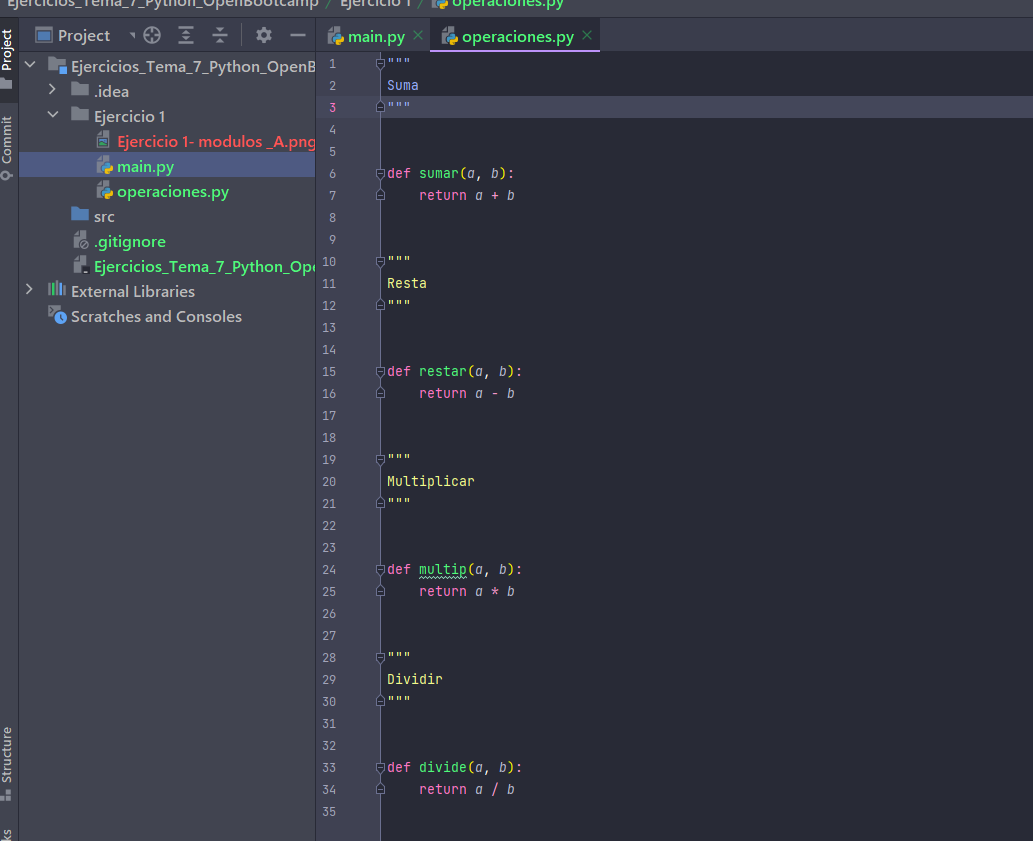 Ejercicios_Tema_7_Python_OpenBootcamp / Ejercicio 1 / operaciones.py
Project
Commit
Structure
Project
Ejercicios_Tema_7_Python_OpenB
.idea
Ejercicio 1
Ejercicio 1- modulos _A.png
main.py
operaciones.py
src
.gitignore
Ejercicios_Tema_7_Python_Ope
External Libraries
Scratches and Consoles
main.py operaciones.py
1 """
2 Suma
3 """
4
5
6 def sumar(a, b):
7 return a + b
8
9
10 """
11 Resta
12 """
13
14
15 def restar(a, b):
16 return a - b
17
18
19 """
20 Multiplicar
21 """
22
23
24 def multip(a, b):
25 return a * b
26
27
28 """
29 Dividir
30 """
31
32
33 def divide(a, b):
34 return a / b
35